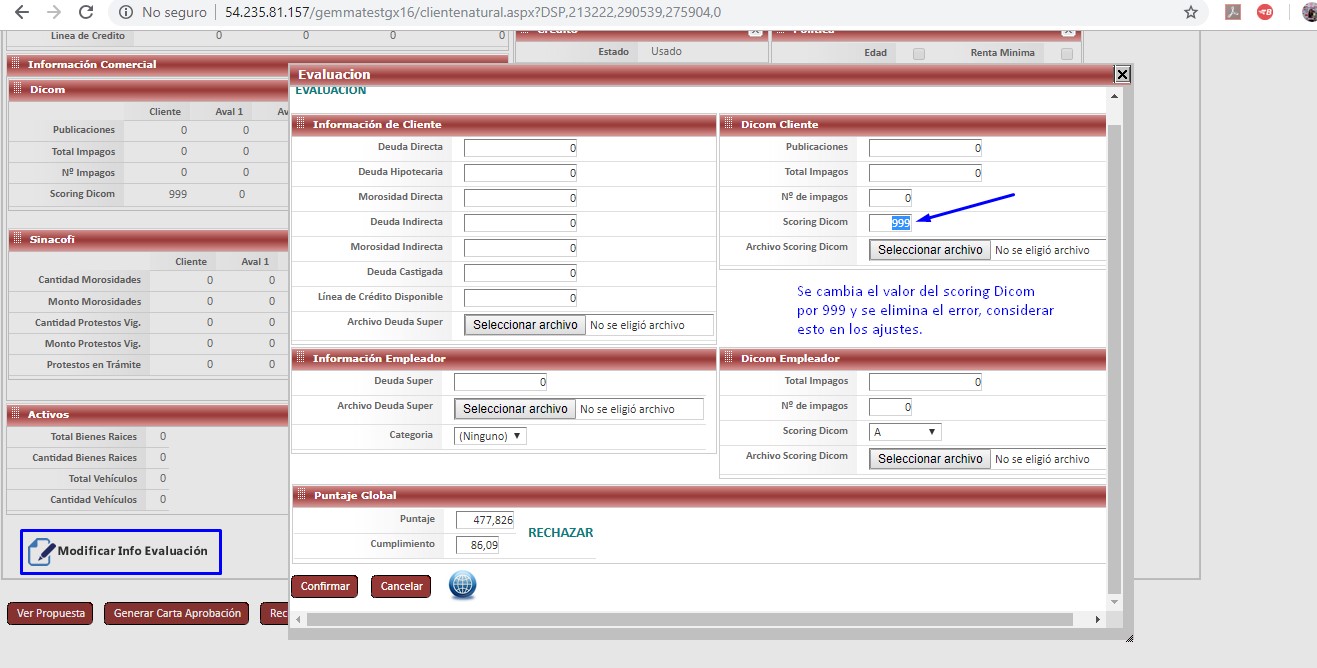 No seguro
54.235.81.157/gemmatestgx16/clientenatural.aspx?DSP,213222,290539,275904,0
Linea de Credito 0 0 0 0
Estado Usado
Edad Renta Minima
Información Comercial
Dicom
Cliente Aval 1
Publicaciones 0 0
Total Impagos 0 0
Nº Impagos 0 0
Scoring Dicom 999 0
Sinacofi
Cliente Aval 1
Cantidad Morosidades 0 0
Monto Morosidades 0 0
Cantidad Protestos Vig. 0 0
Monto Protestos Vig. 0 0
Protestos en Trámite 0 0
Activos
Total Bienes Raices 0
Cantidad Bienes Raices 0
Total Vehículos 0
Cantidad Vehículos 0
Modificar Info Evaluación
Ver Propuesta Generar Carta Aprobación Rec
Evaluacion
EVALUACION
Información de Cliente
Deuda Directa 0
Deuda Hipotecaria 0
Morosidad Directa 0
Deuda Indirecta 0
Morosidad Indirecta 0
Deuda Castigada 0
Línea de Crédito Disponible 0
Archivo Deuda Super Seleccionar archivo No se eligió archivo
Dicom Cliente
Publicaciones 0
Total Impagos 0
Nº de impagos 0
Scoring Dicom 999
Archivo Scoring Dicom Seleccionar archivo No se eligió archivo
Se cambia el valor del scoring Dicom
por 999 y se elimina el error, considerar
esto en los ajustes.
Información Empleador
Deuda Super 0
Archivo Deuda Super Seleccionar archivo No se eligió archivo
Categoria (Ninguno)
Dicom Empleador
Total Impagos 0
Nº de impagos 0
Scoring Dicom A
Archivo Scoring Dicom Seleccionar archivo No se eligió archivo
Puntaje Global
Puntaje 477,826
RECHAZAR
Cumplimiento 86,09
Confirmar Cancelar